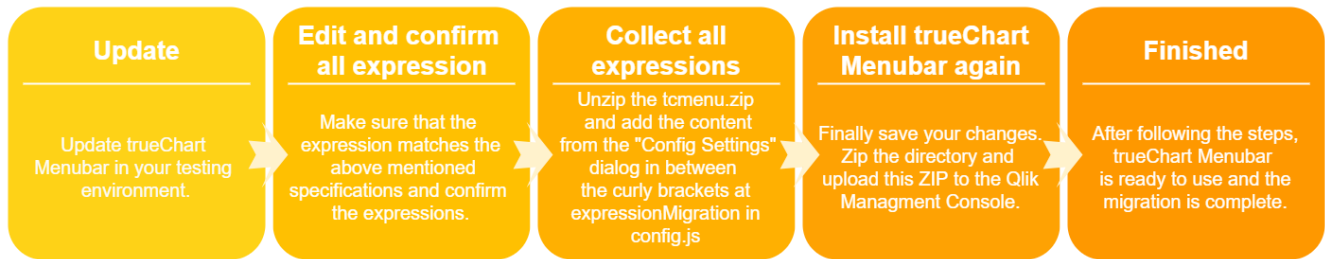 Update
Update trueChart
Menubar in your testing
environment.
Edit and confirm
all expression
Make sure that the
expression matches the
above mentioned
specifications and confirm
the expressions.
Collect all
expressions
Unzip the tcmenu.zip
and add the content
from the "Config Settings"
dialog in between
the curly brackets at
expressionMigration in
config.js
Install trueChart
Menubar again
Finally save your changes.
Zip the directory and
upload this ZIP to the Qlik
Managment Console.
Finished
After following the steps,
trueChart Menubar
is ready to use and the
migration is complete.